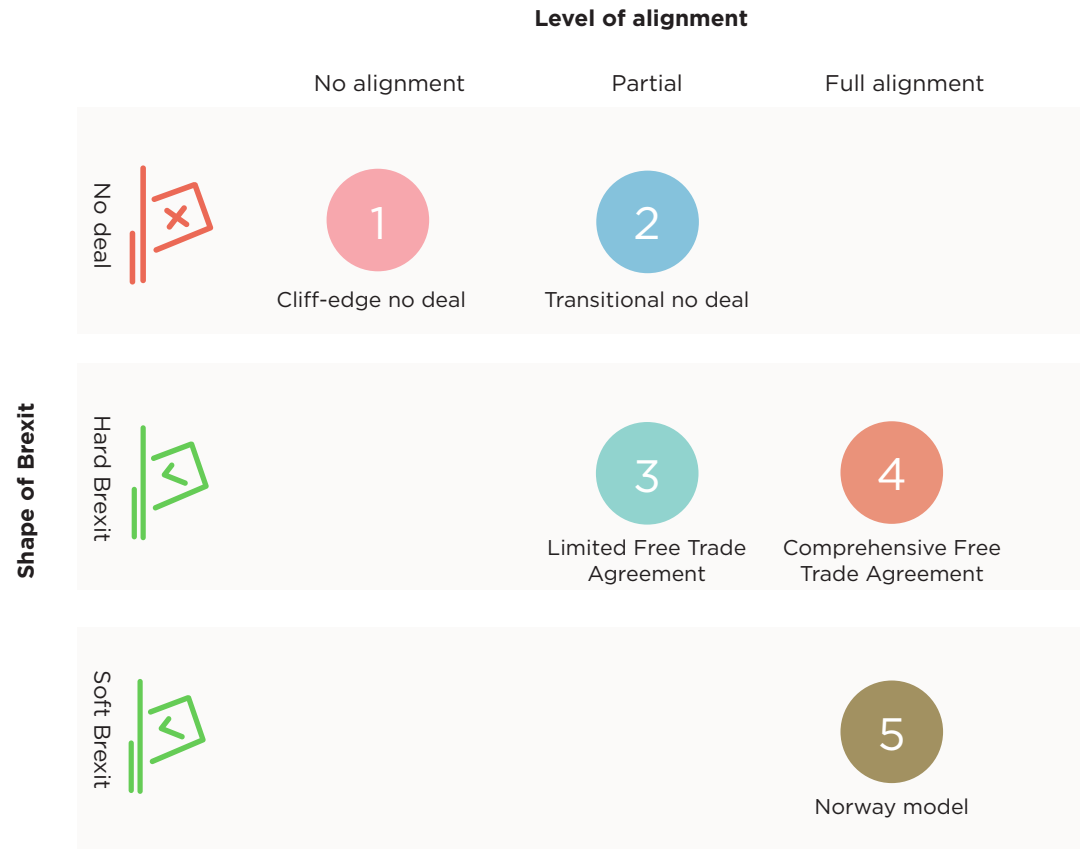 Level of alignment
No alignment
Partial
Full alignment
Shape of Brexit
No deal
1
Cliff-edge no deal
2
Transitional no deal
Hard Brexit
3
Limited Free Trade
Agreement
4
Comprehensive Free
Trade Agreement
Soft Brexit
5
Norway model